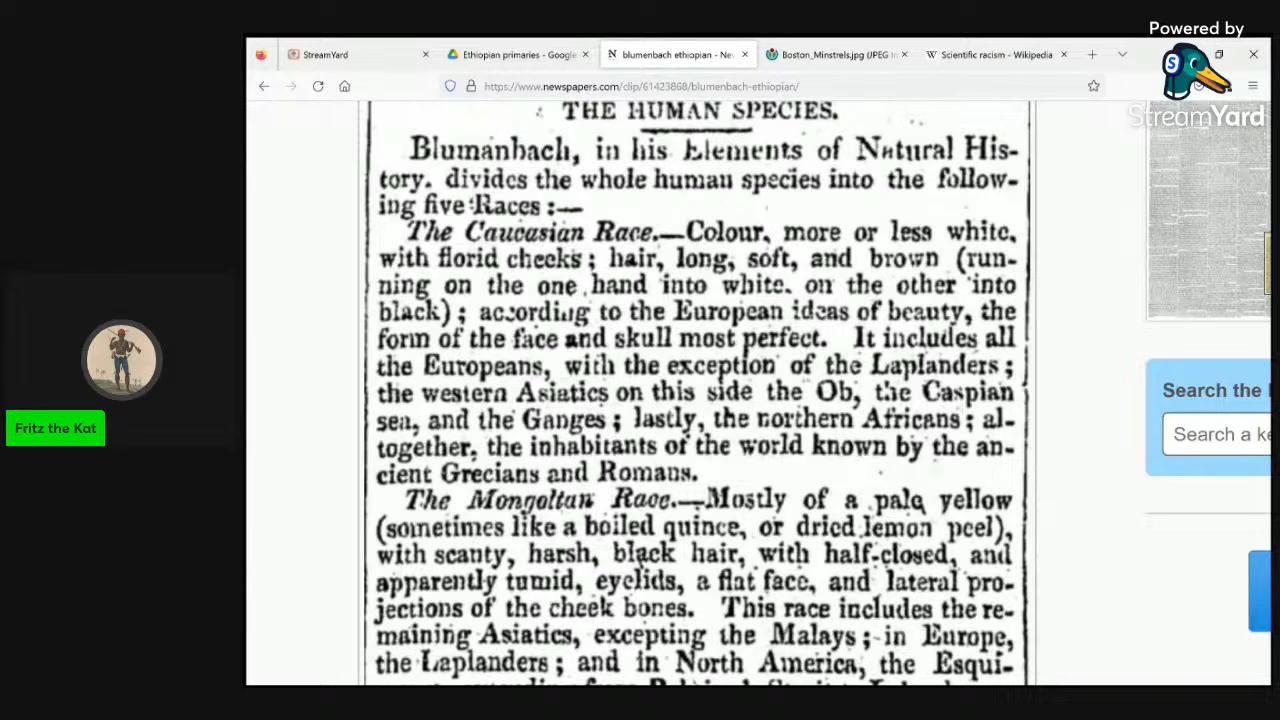 Powered by
StreamYard
StreamYard
Ethiopian primaries - Google
blumenbach ethiopian - Ne
Boston_Minstrels.jpg (JPEG I
Scientific racism - Wikipedia
https://www.newspapers.com/clip/61423868/blumenbach-ethiopian/
THE HUMAN SPECIES.
Blumanbach, in his Elements of Natural His-
tory. divides the whole human species into the follow-
ing five Races :—
The Caucasian Race.—Colour, more or less white,
with florid cheeks; hair, long, soft, and brown (run-
ning on the one hand into white. on the other into
black); according to the European ideas of beauty, the
form of the face and skull most perfect. It includes all
the Europeans, with the exception of the Laplanders;
the western Asiatics on this side the Ob, the Caspian
sea, and the Ganges; lastly, the northern Africans; al-
together, the inhabitants of the world known by the an-
cient Grecians and Romans.
The Mongolian Race.—Mostly of a pale yellow
(sometimes like a boiled quince, or dried lemon peel),
with scanty, harsh, black hair, with half-closed, and
apparently tumid, eyelids, a flat face, and lateral pro-
jections of the cheek bones. This race includes the re-
maining Asiatics, excepting the Malays; in Europe,
the Laplanders; and in North America, the Esqui-
Search the
Search a ke
Fritz the Kat